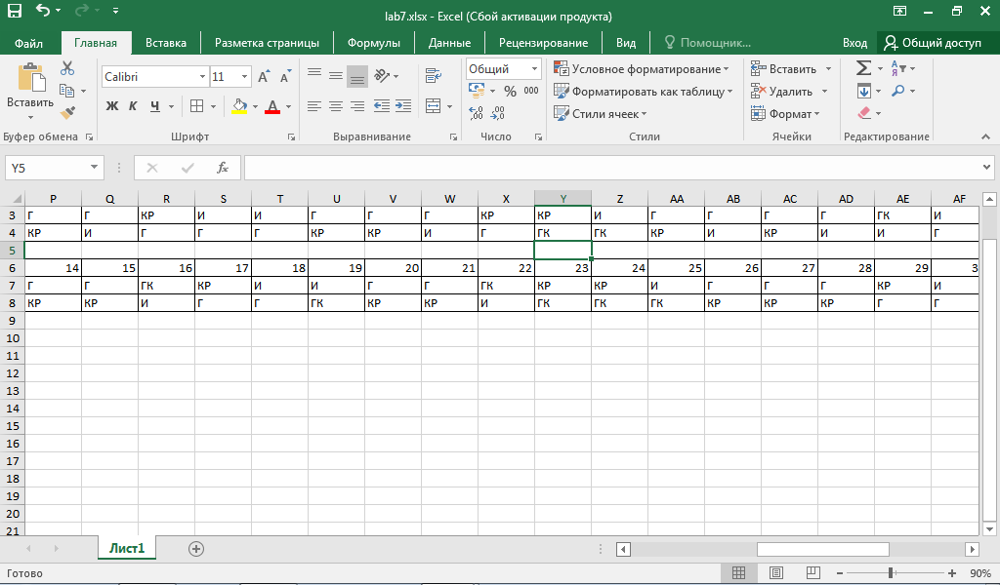 lab7.xlsx - Excel (Сбой активации продукта)
Файл Главная Вставка Разметка страницы Формулы Данные Рецензирование Вид Помощник... Вход Общий доступ
Calibri 11 Общий Условное форматирование Вставить Σ
Вставить % 000 Форматировать как таблицу Удалить
Ж К Ч А Стили ячеек Формат
Буфер обмена Шрифт Выравнивание Число Стили Ячейки Редактирование
Y5 fx
P Q R S T U V W X Y Z AA AB AC AD AE AF
3 Г Г КР И И Г Г Г КР КР И Г Г Г Г ГК И
4 КР И Г Г Г КР КР И Г ГК ГК КР И КР И И Г
5
6 14 15 16 17 18 19 20 21 22 23 24 25 26 27 28 29 3
7 Г Г ГК КР И И Г Г ГК КР КР И Г Г Г КР И
8 КР КР И Г Г ГК КР КР И ГК ГК ГК КР КР КР Г Г
9
10
11
12
13
14
15
16
17
18
19
20
21
Лист1
Готово 90%